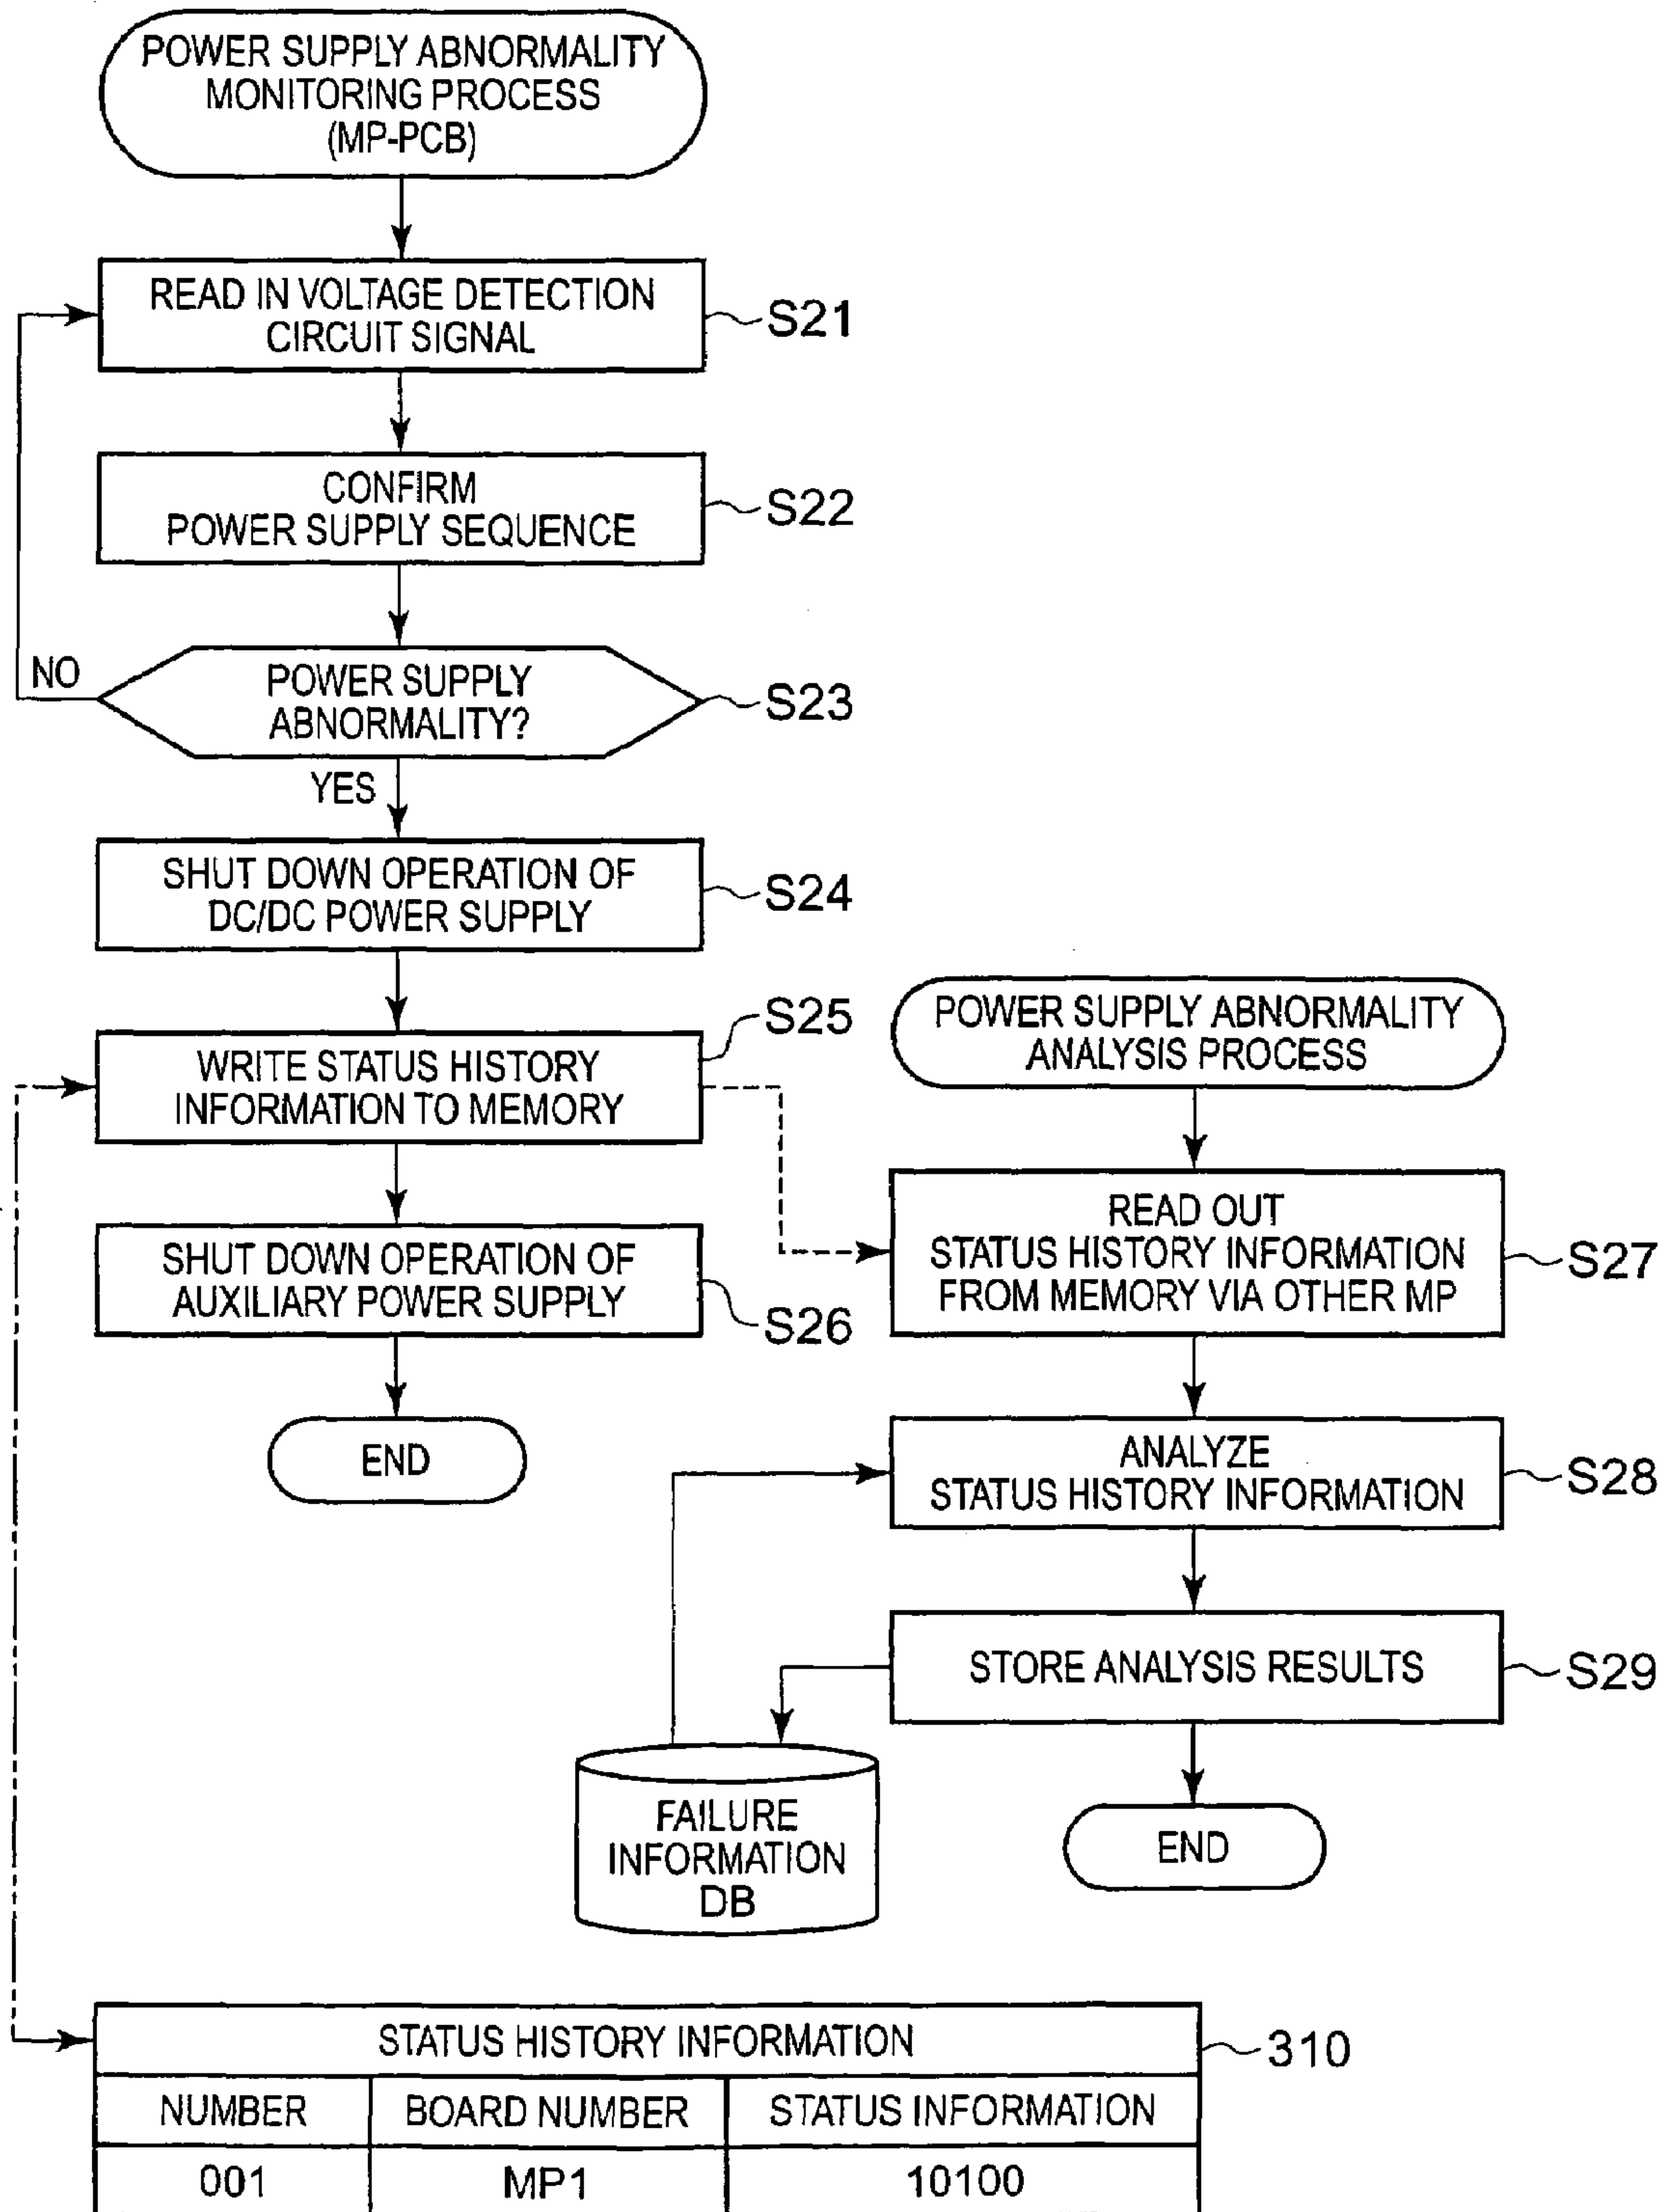 POWER SUPPLY ABNORMALITY
MONITORING PROCESS
(MP-PCB)
READ IN VOLTAGE DETECTION
CIRCUIT SIGNAL
S21
CONFIRM
POWER SUPPLY SEQUENCE
S22
NO
POWER SUPPLY
ABNORMALITY?
S23
YES
SHUT DOWN OPERATION OF
DC/DC POWER SUPPLY
S24
WRITE STATUS HISTORY
INFORMATION TO MEMORY
S25
SHUT DOWN OPERATION OF
AUXILIARY POWER SUPPLY
S26
END
POWER SUPPLY ABNORMALITY
ANALYSIS PROCESS
READ OUT
STATUS HISTORY INFORMATION
FROM MEMORY VIA OTHER MP
S27
ANALYZE
STATUS HISTORY INFORMATION
S28
STORE ANALYSIS RESULTS
S29
FAILURE
INFORMATION
DB
END
STATUS HISTORY INFORMATION
310
NUMBER BOARD NUMBER STATUS INFORMATION
001 MP1 10100